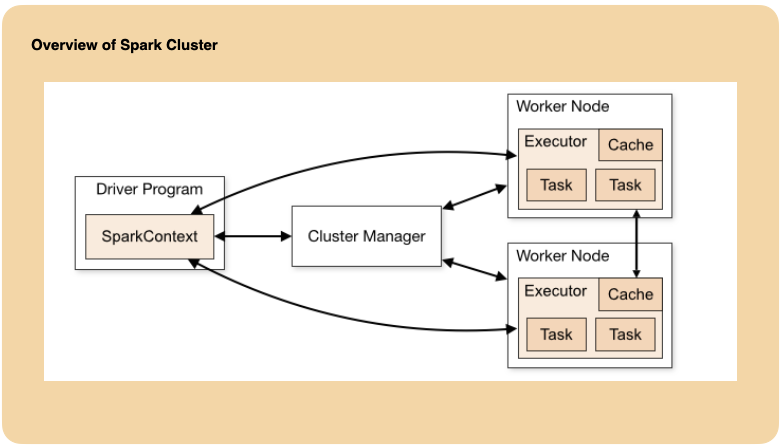 Overview of Spark Cluster
Driver Program
SparkContext
Cluster Manager
Worker Node
Executor
Cache
Task
Task
Worker Node
Executor
Cache
Task
Task